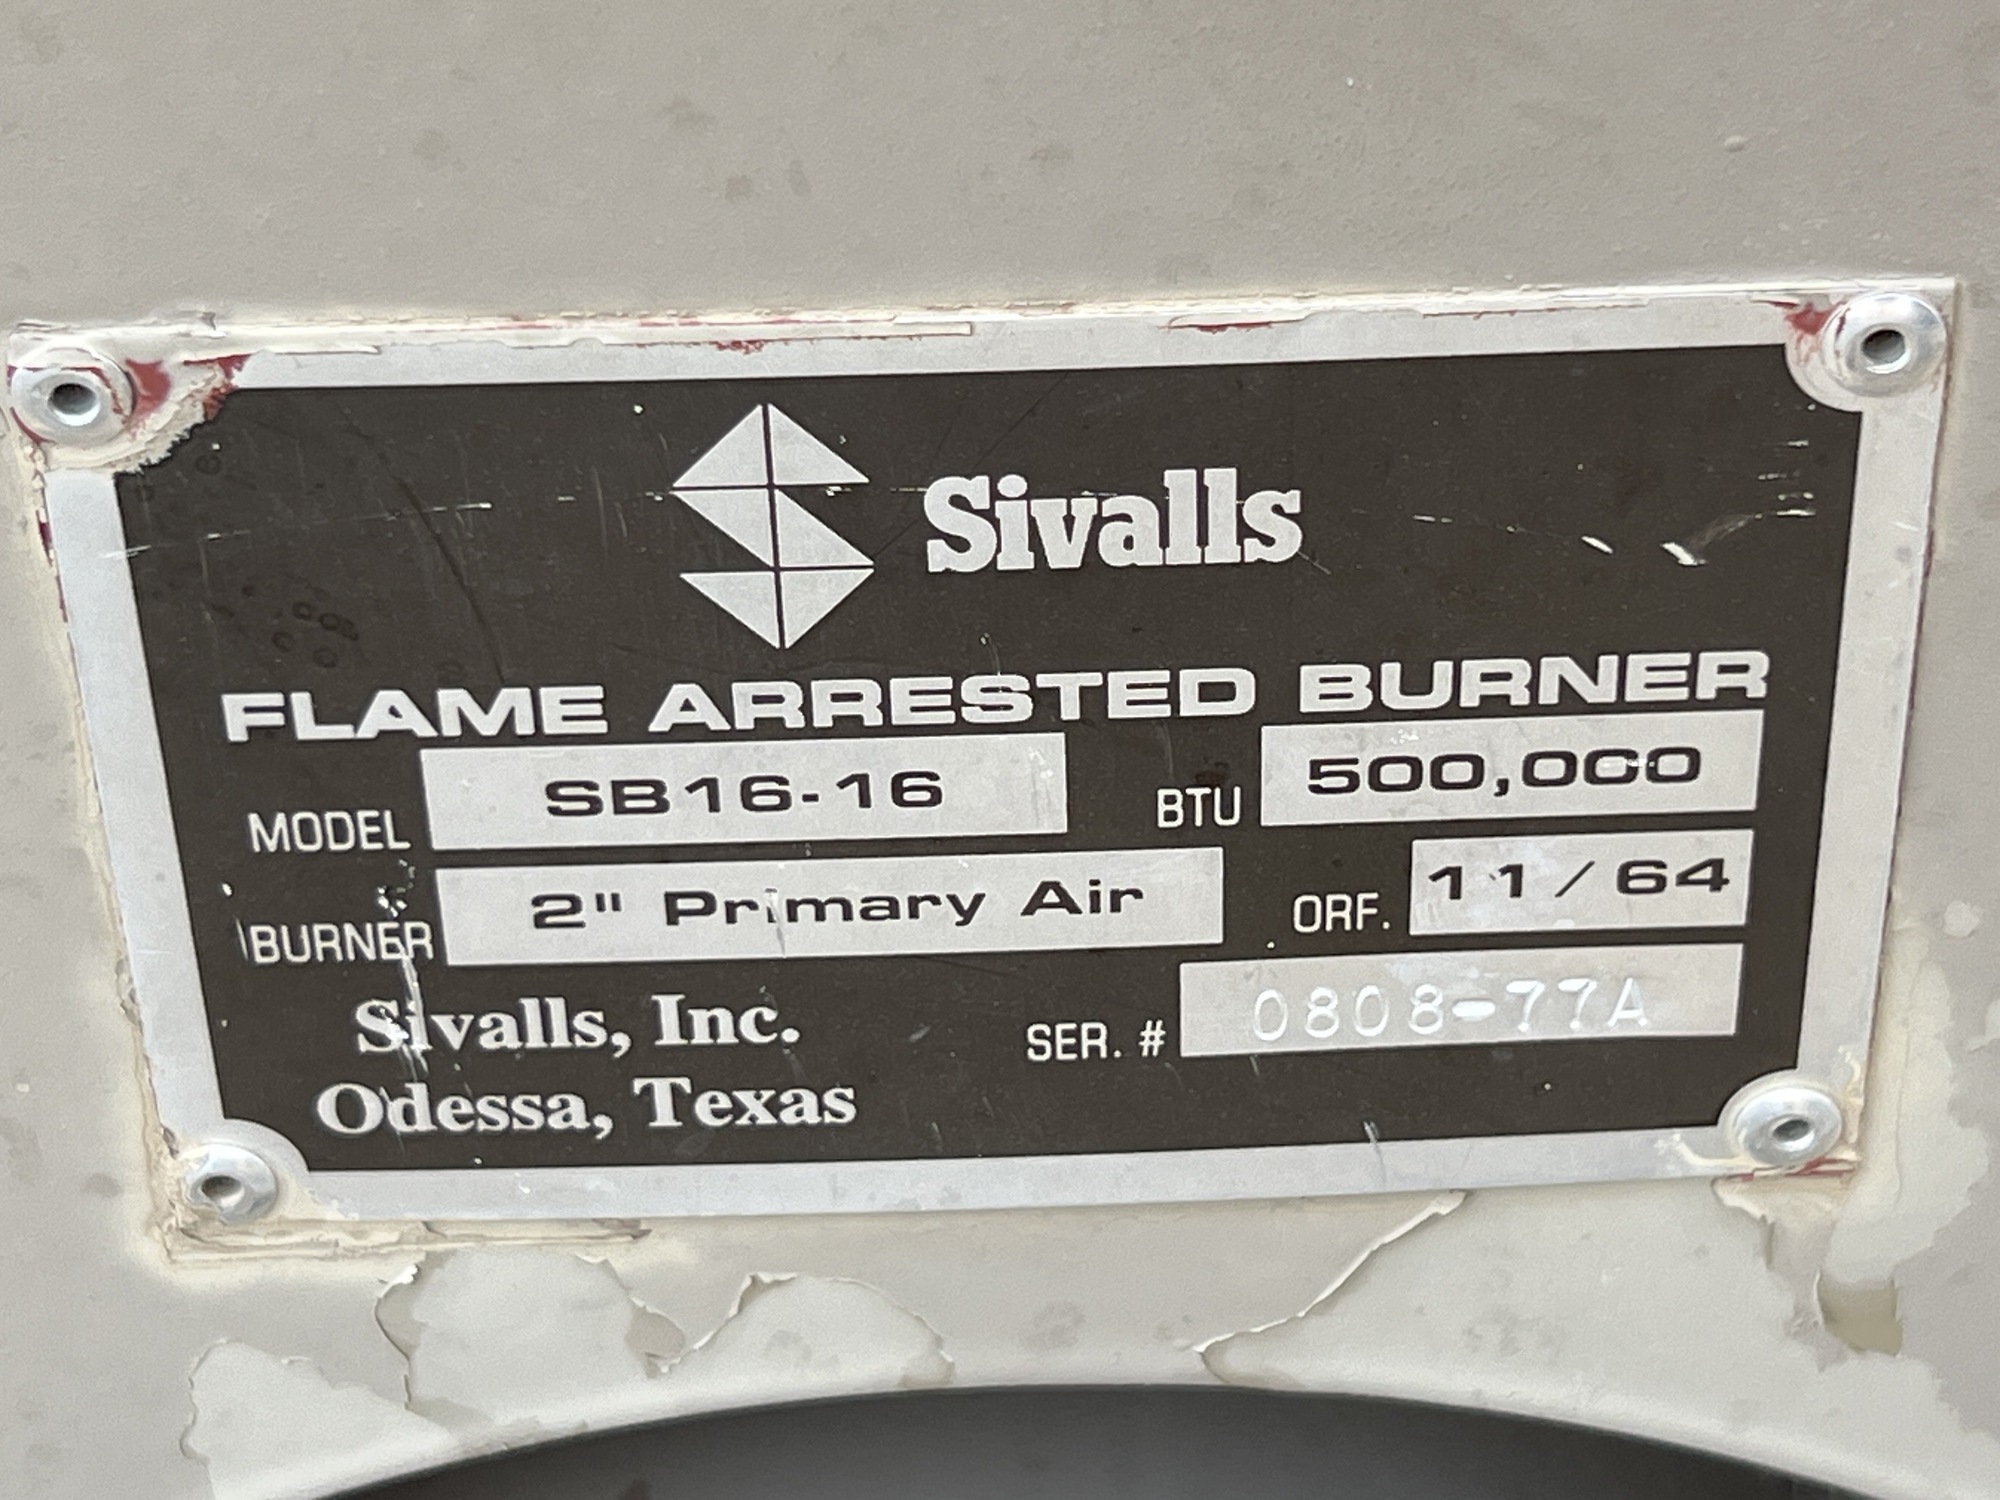 Sivalls
FLAME ARRESTED BURNER
MODEL SB16-16 BTU 500,000
BURNER 2" Primary Air ORF. 11/64
Sivalls, Inc. SER. # 0808-77A
Odessa, Texas